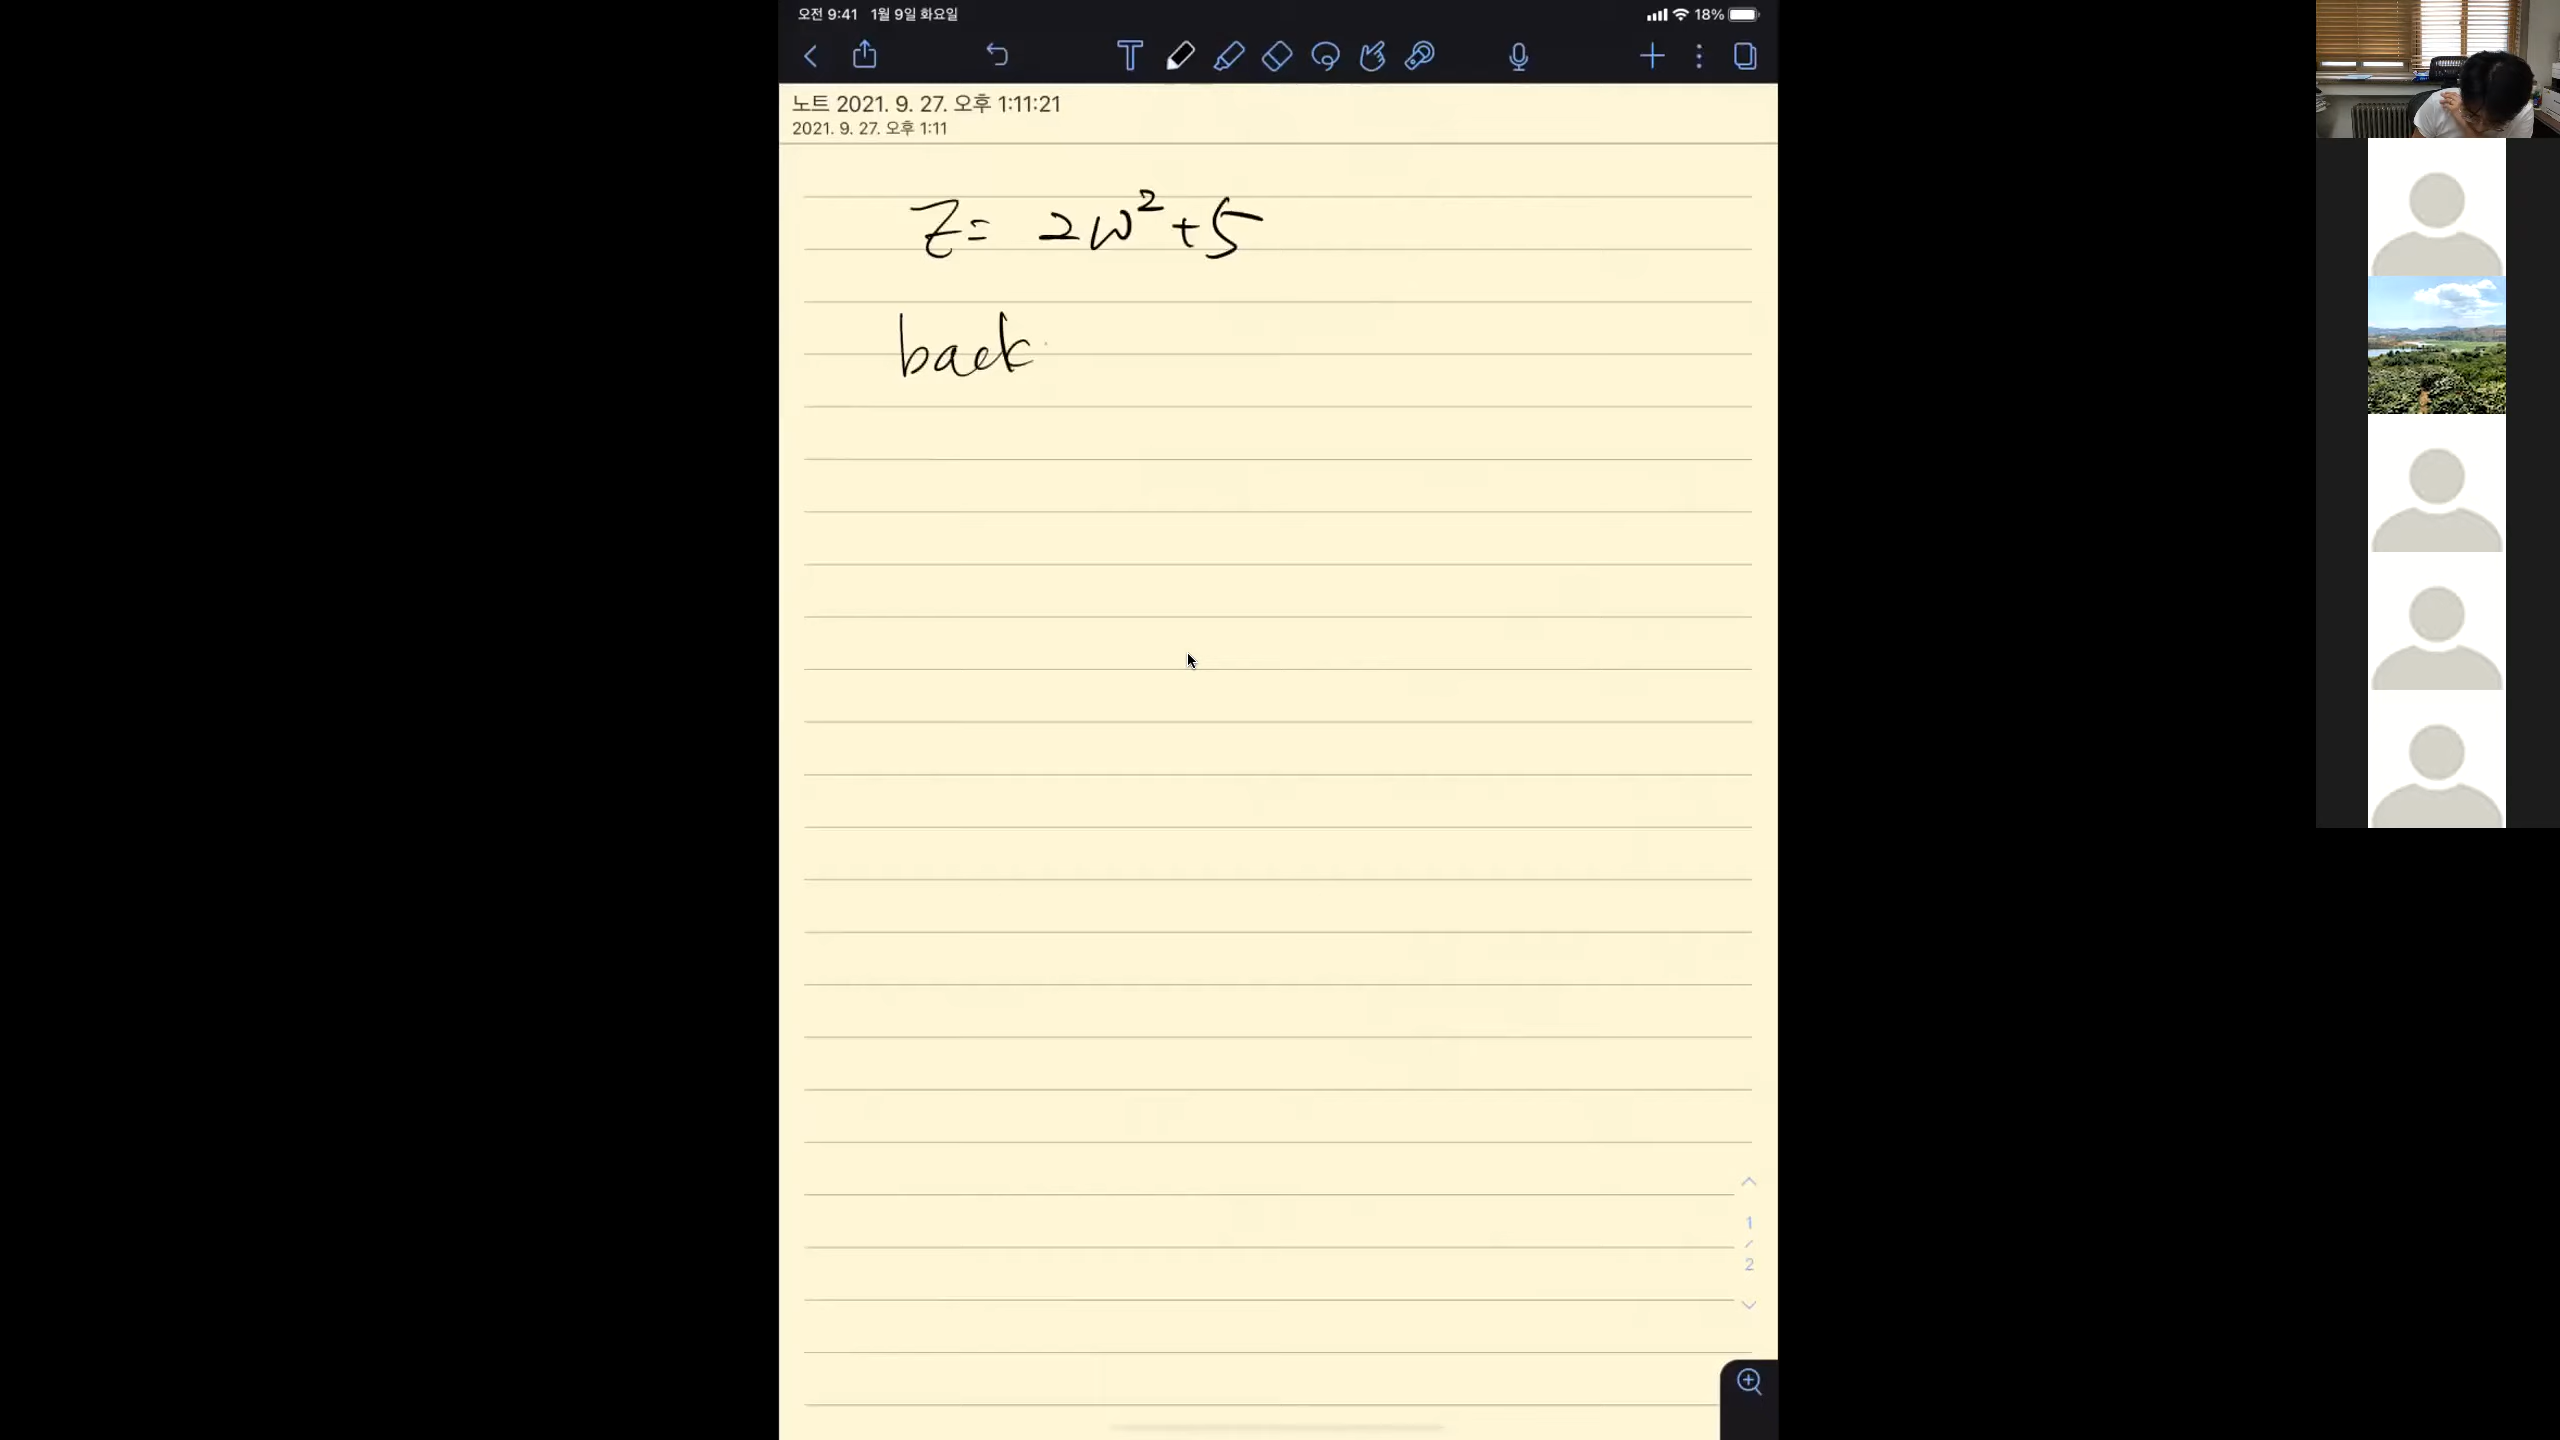 오전 9:41 1월 9일 화요일 18%
노트 2021. 9. 27. 오후 1:11:21
2021. 9. 27. 오후 1:11
Z= 2w²+5
back
1
/
2